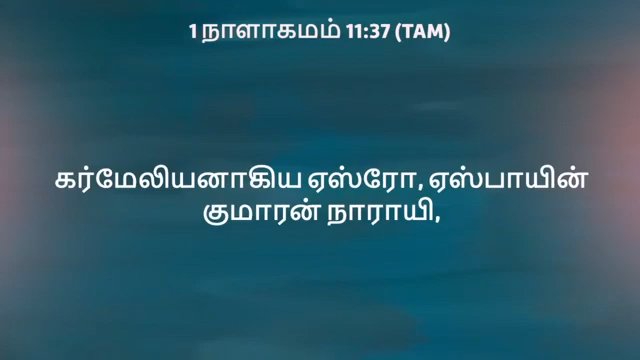 1 நாளாகமம் 11:37 (TAM)
கர்மேலியனாகிய ஏஸ்ரோ, ஏஸ்பாயின்
குமாரன் நாராயி,